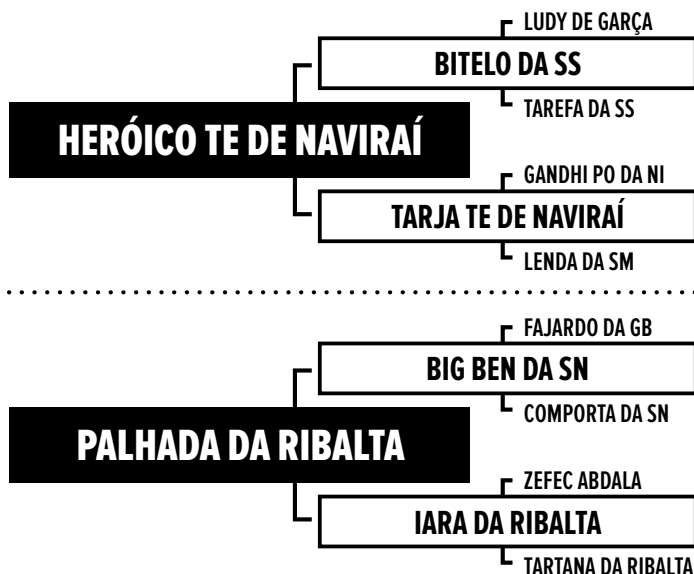 LUDY DE GARÇA
BITELO DA SS
TAREFA DA SS
HERÓICO TE DE NAVIRAÍ
GANDHI PO DA NI
TARJA TE DE NAVIRAÍ
LENDA DA SM
FAJARDO DA GB
BIG BEN DA SN
COMPORTA DA SN
PALHADA DA RIBALTA
ZEFEC ABDALA
IARA DA RIBALTA
TARTANA DA RIBALTA